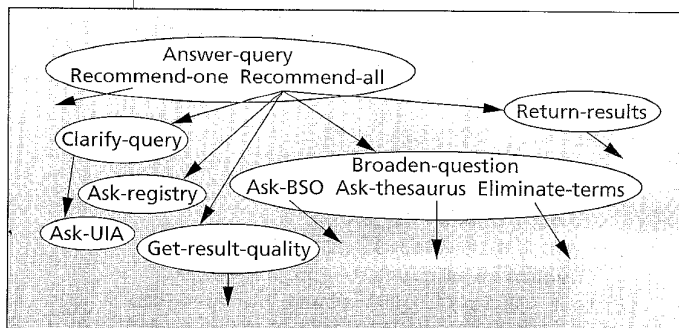 Answer-query
Recommend-one Recommend-all
Return-results
Clarify-query
Broaden-question
Ask-BSO Ask-thesaurus Eliminate-terms
Ask-registry
Ask-UIA
Get-result-quality